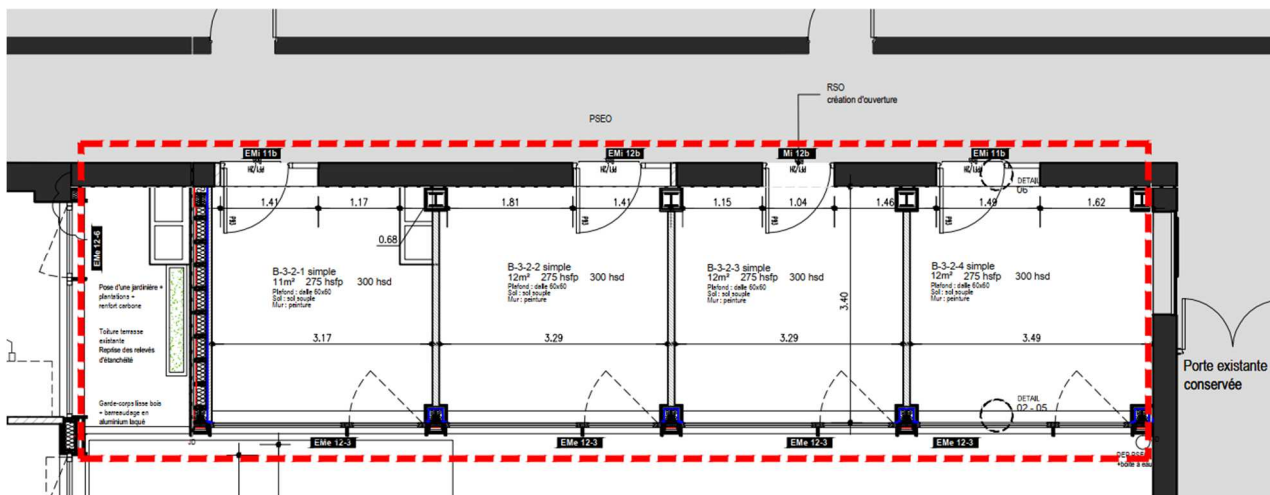 RSO
création d'ouverture
PSEO
EMi 11b
EMi 12b
Mi 12b
EMi 11b
DETAIL
06
1.41
1.17
1.81
1.41
1.15
1.04
1.46
1.49
1.62
0.68
EMe 12-6
B-3-2-1 simple
11m² 275 hsfp 300 hsd
Plafond : dalle 60x60
Sol : sol souple
Mur : peinture
B-3-2-2 simple
12m² 275 hsfp 300 hsd
Plafond : dalle 60x60
Sol : sol souple
Mur : peinture
B-3-2-3 simple
12m² 275 hsfp 300 hsd
Plafond : dalle 60x60
Sol : sol souple
Mur : peinture
B-3-2-4 simple
12m² 275 hsfp 300 hsd
Plafond : dalle 60x60
Sol : sol souple
Mur : peinture
Pose d'une jardinière +
plantations +
renfort carbone
Toiture terrasse
existante
Reprise des relevés
d'étanchéité
Garde-corps lisse bois
+ barreaudage en
aluminium laqué
3.17
3.29
3.29
3.40
3.49
Porte existante
conservée
DETAIL
02 - 05
EMe 12-3
EMe 12-3
EMe 12-3
EMe 12-3